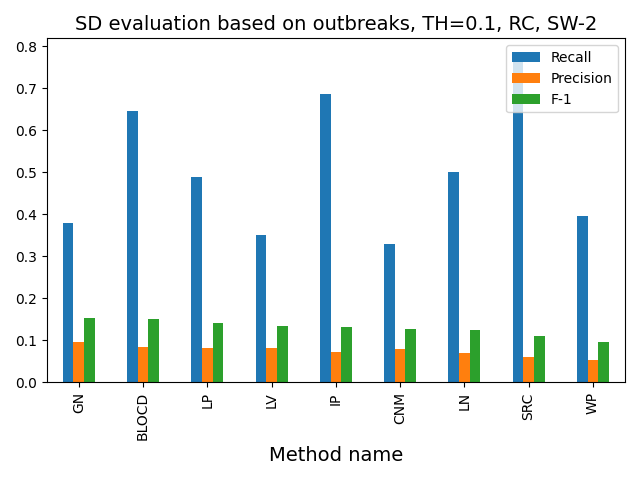 SD evaluation based on outbreaks, TH=0.1, RC, SW-2
Recall
Precision
F-1
0.8
0.7
0.6
0.5
0.4
0.3
0.2
0.1
0.0
GN
BLOCD
LP
LV
IP
CNM
LN
SRC
WP
Method name